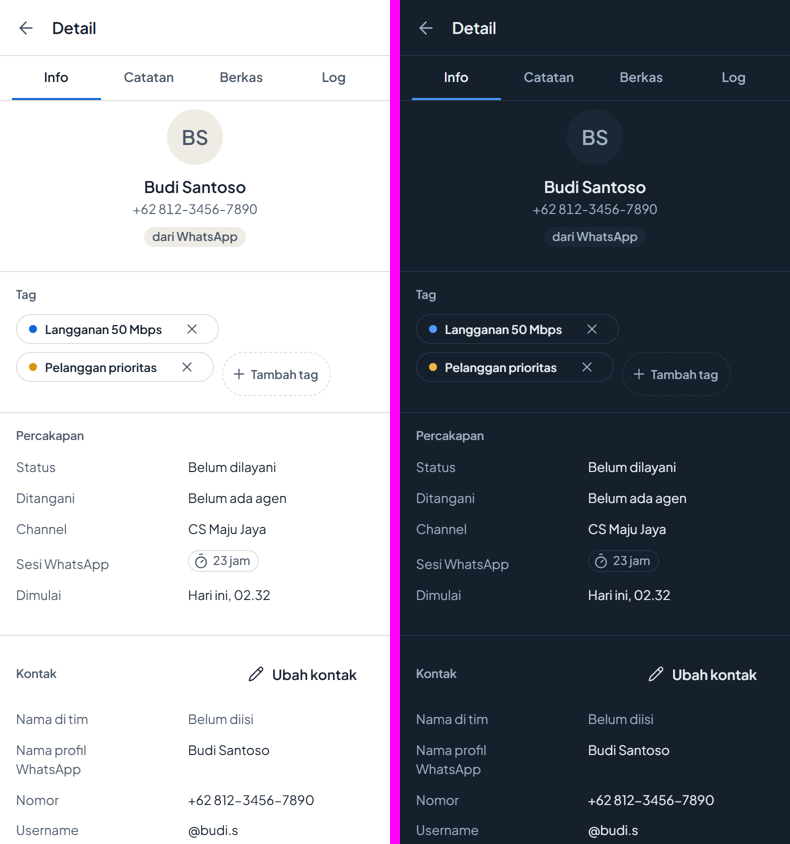 Detail
Info Catatan Berkas Log
BS
Budi Santoso
+62 812-3456-7890
dari WhatsApp
Tag
Langganan 50 Mbps
Pelanggan prioritas
Tambah tag
Percakapan
Status Belum dilayani
Ditangani Belum ada agen
Channel CS Maju Jaya
Sesi WhatsApp 23 jam
Dimulai Hari ini, 02.32
Kontak Ubah kontak
Nama di tim Belum diisi
Nama profil WhatsApp Budi Santoso
Nomor +62 812-3456-7890
Username @budi.s
Detail
Info Catatan Berkas Log
BS
Budi Santoso
+62 812-3456-7890
dari WhatsApp
Tag
Langganan 50 Mbps
Pelanggan prioritas
Tambah tag
Percakapan
Status Belum dilayani
Ditangani Belum ada agen
Channel CS Maju Jaya
Sesi WhatsApp 23 jam
Dimulai Hari ini, 02.32
Kontak Ubah kontak
Nama di tim Belum diisi
Nama profil WhatsApp Budi Santoso
Nomor +62 812-3456-7890
Username @budi.s